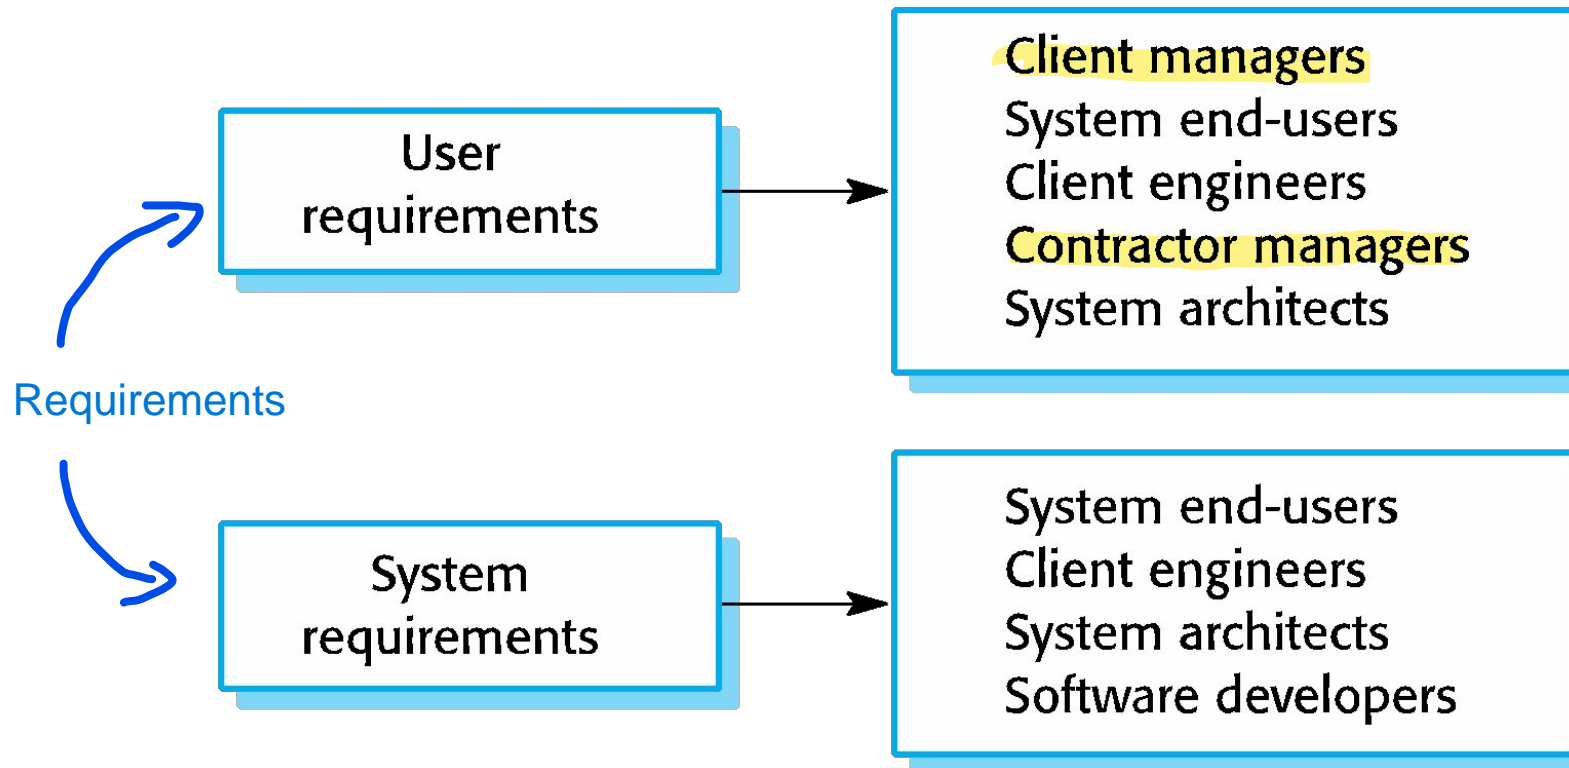 User
requirements
Client managers
System end-users
Client engineers
Contractor managers
System architects
Requirements
System
requirements
System end-users
Client engineers
System architects
Software developers